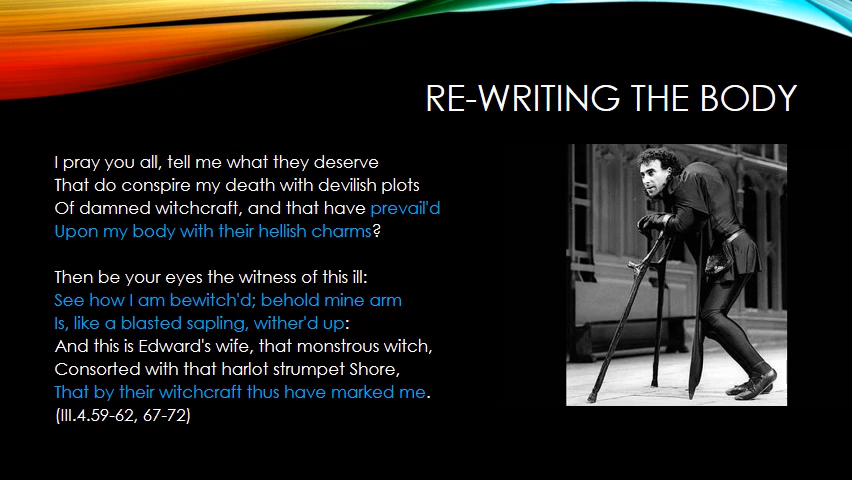 RE-WRITING THE BODY
I pray you all, tell me what they deserve
That do conspire my death with devilish plots
Of damned witchcraft, and that have prevail'd
Upon my body with their hellish charms?
Then be your eyes the witness of this ill:
See how I am bewitch'd; behold mine arm
Is, like a blasted sapling, wither'd up:
And this is Edward's wife, that monstrous witch,
Consorted with that harlot strumpet Shore,
That by their witchcraft thus have marked me.
(III.4.59-62, 67-72)